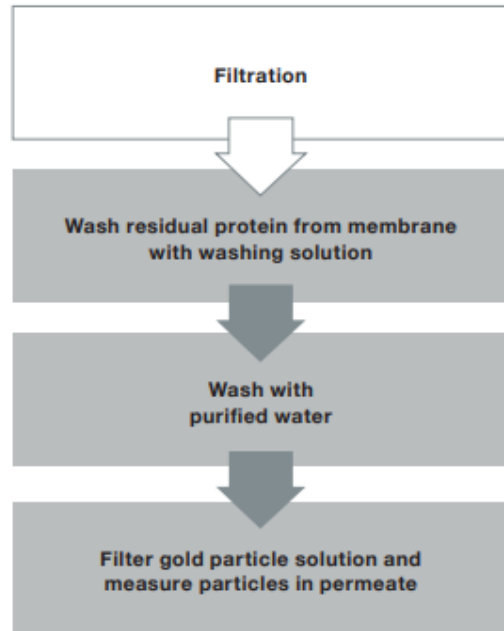 Filtration
Wash residual protein from membrane
with washing solution
Wash with
purified water
Filter gold particle solution and
measure particles in permeate